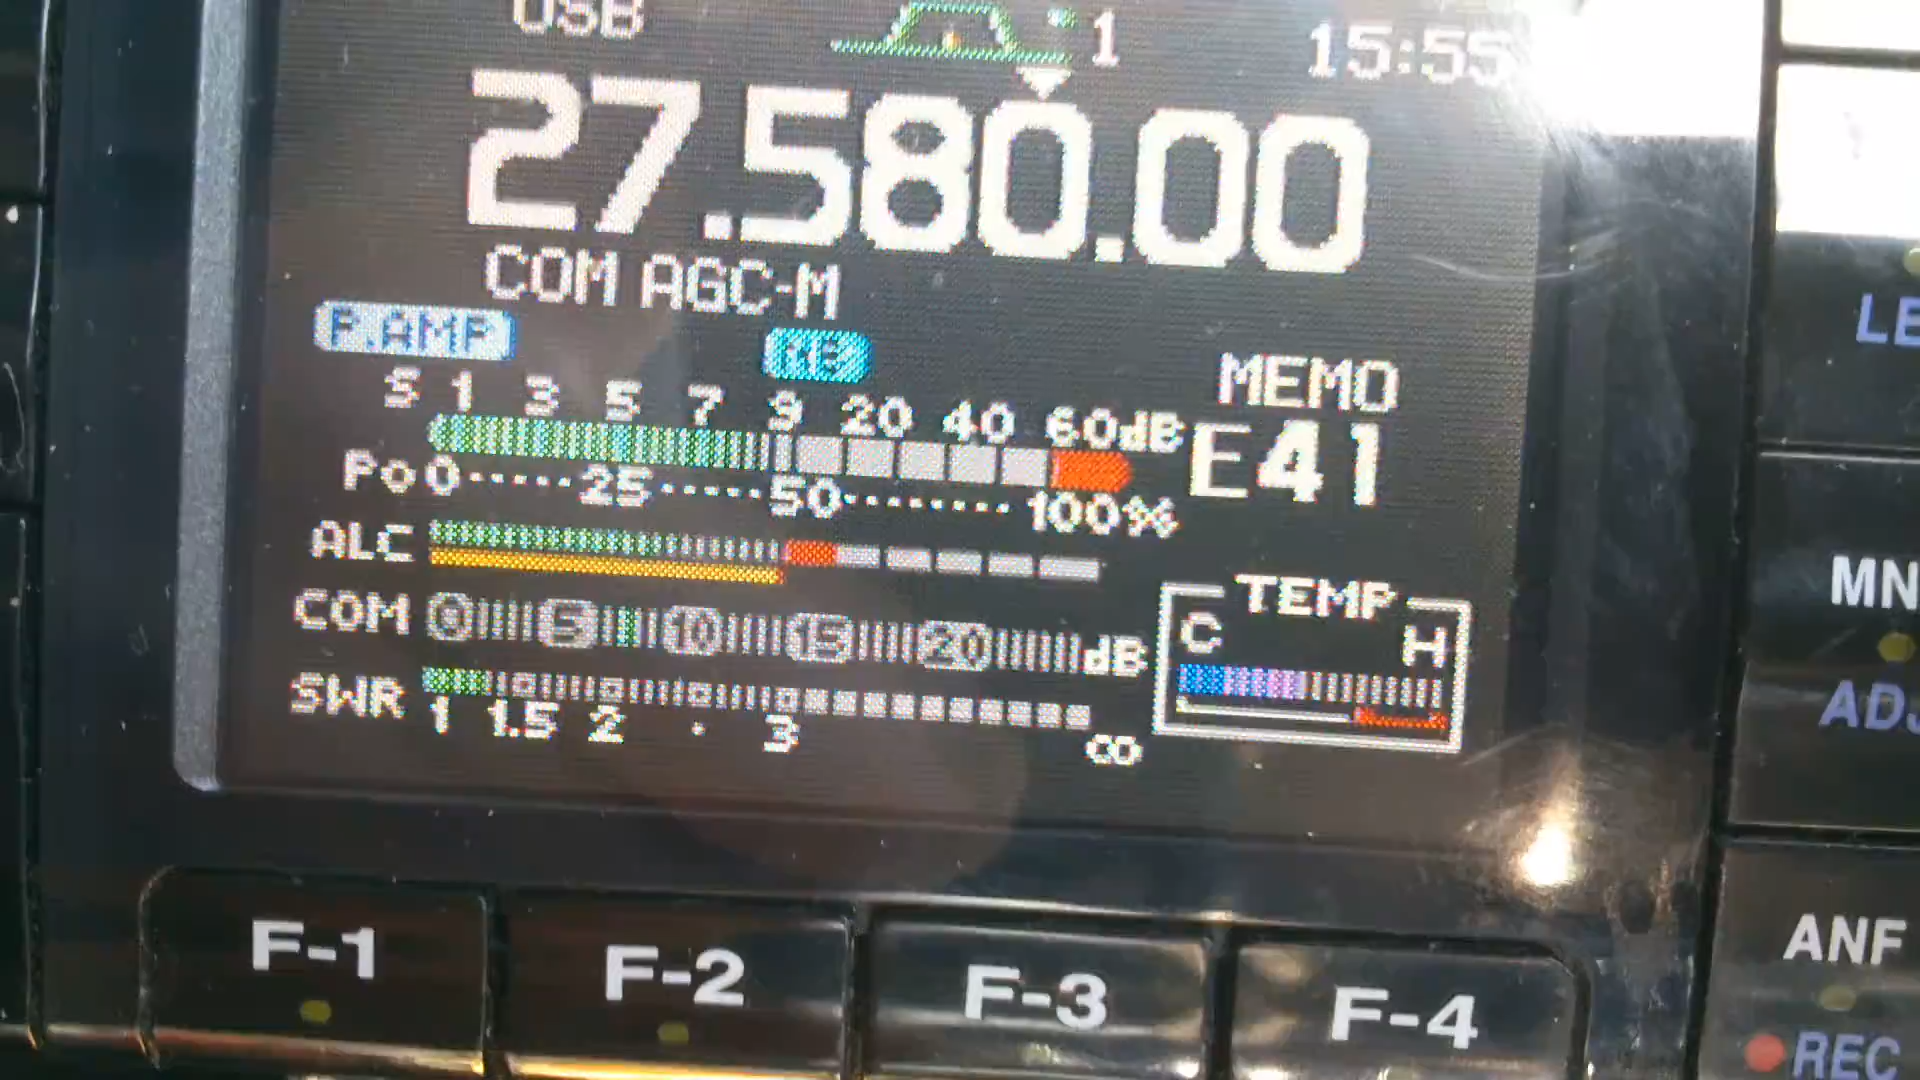 USB 1 15:55
27.580.00
COM AGC-M
P.AMP
S 1 3 5 7 9 20 40 60dB
MEMO
E41
Po 0 25 50 100%
ALC
COM 0 5 10 15 20 dB
TEMP
C H
SWR 1 1.5 2 · 3 ∞
F-1 F-2 F-3 F-4
MN
ADJ
ANF
REC